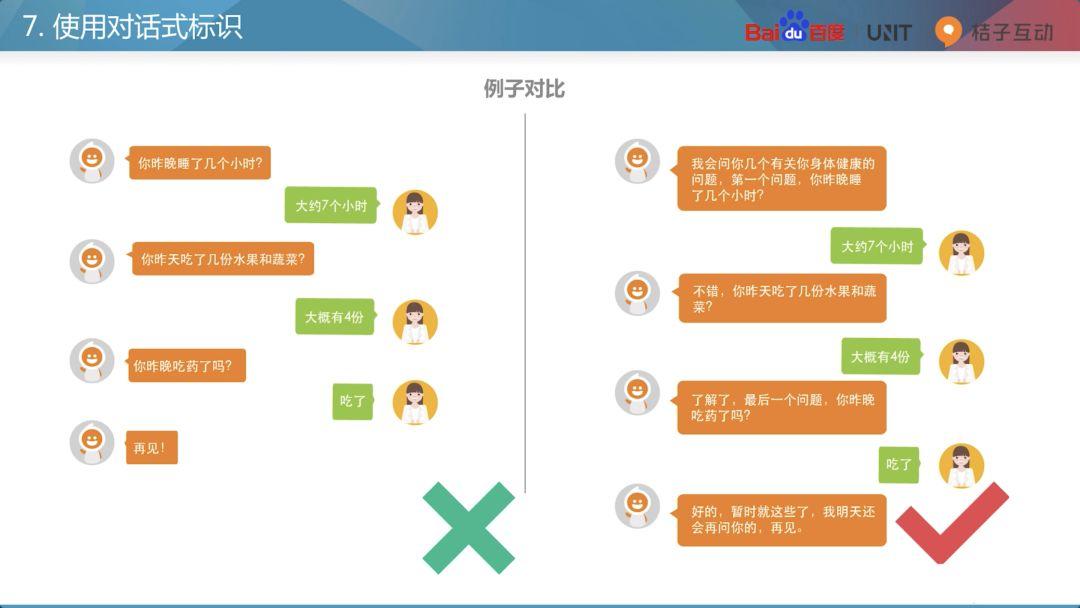 7. 使用对话式标识
Baidu百度 UNIT 桔子互动
例子对比
你昨晚睡了几个小时?
大约7个小时
你昨天吃了几份水果和蔬菜?
大概有4份
你昨晚吃药了吗?
吃了
再见!
我会问你几个有关你身体健康的
问题，第一个问题，你昨晚睡
了几个小时?
大约7个小时
不错，你昨天吃了几份水果和蔬
菜?
大概有4份
了解了，最后一个问题，你昨晚
吃药了吗?
吃了
好的，暂时就这些了，我明天还
会再问你的，再见。